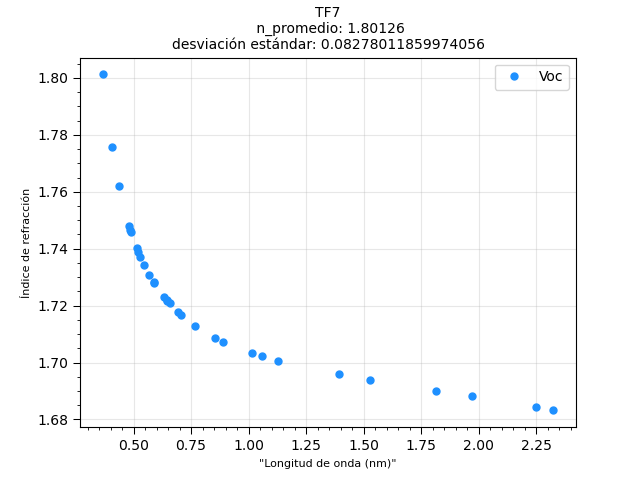 TF7
n_promedio: 1.80126
desviación estándar: 0.08278011859974056
Voc
Índice de refracción
1.80
1.78
1.76
1.74
1.72
1.70
1.68
0.50 0.75 1.00 1.25 1.50 1.75 2.00 2.25
"Longitud de onda (nm)"